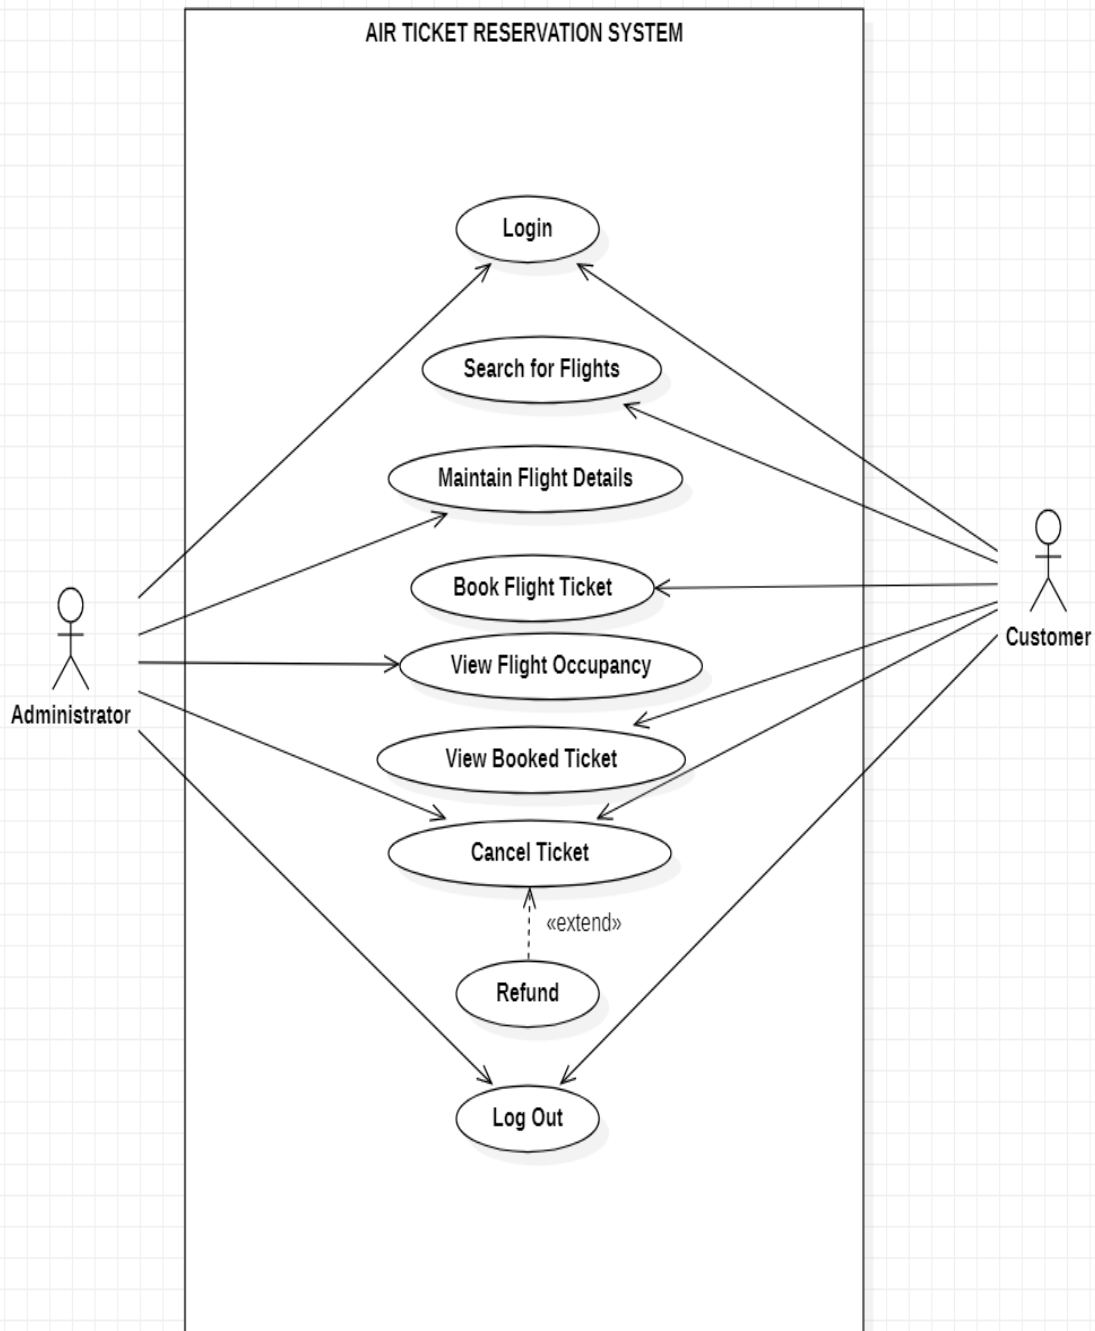 AIR TICKET RESERVATION SYSTEM
Login
Search for Flights
Maintain Flight Details
Book Flight Ticket
Customer
View Flight Occupancy
Administrator
View Booked Ticket
Cancel Ticket
«extend»
Refund
Log Out